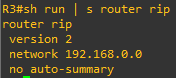 R3#sh run | s router rip
router rip
 version 2
 network 192.168.0.0
 no auto-summary